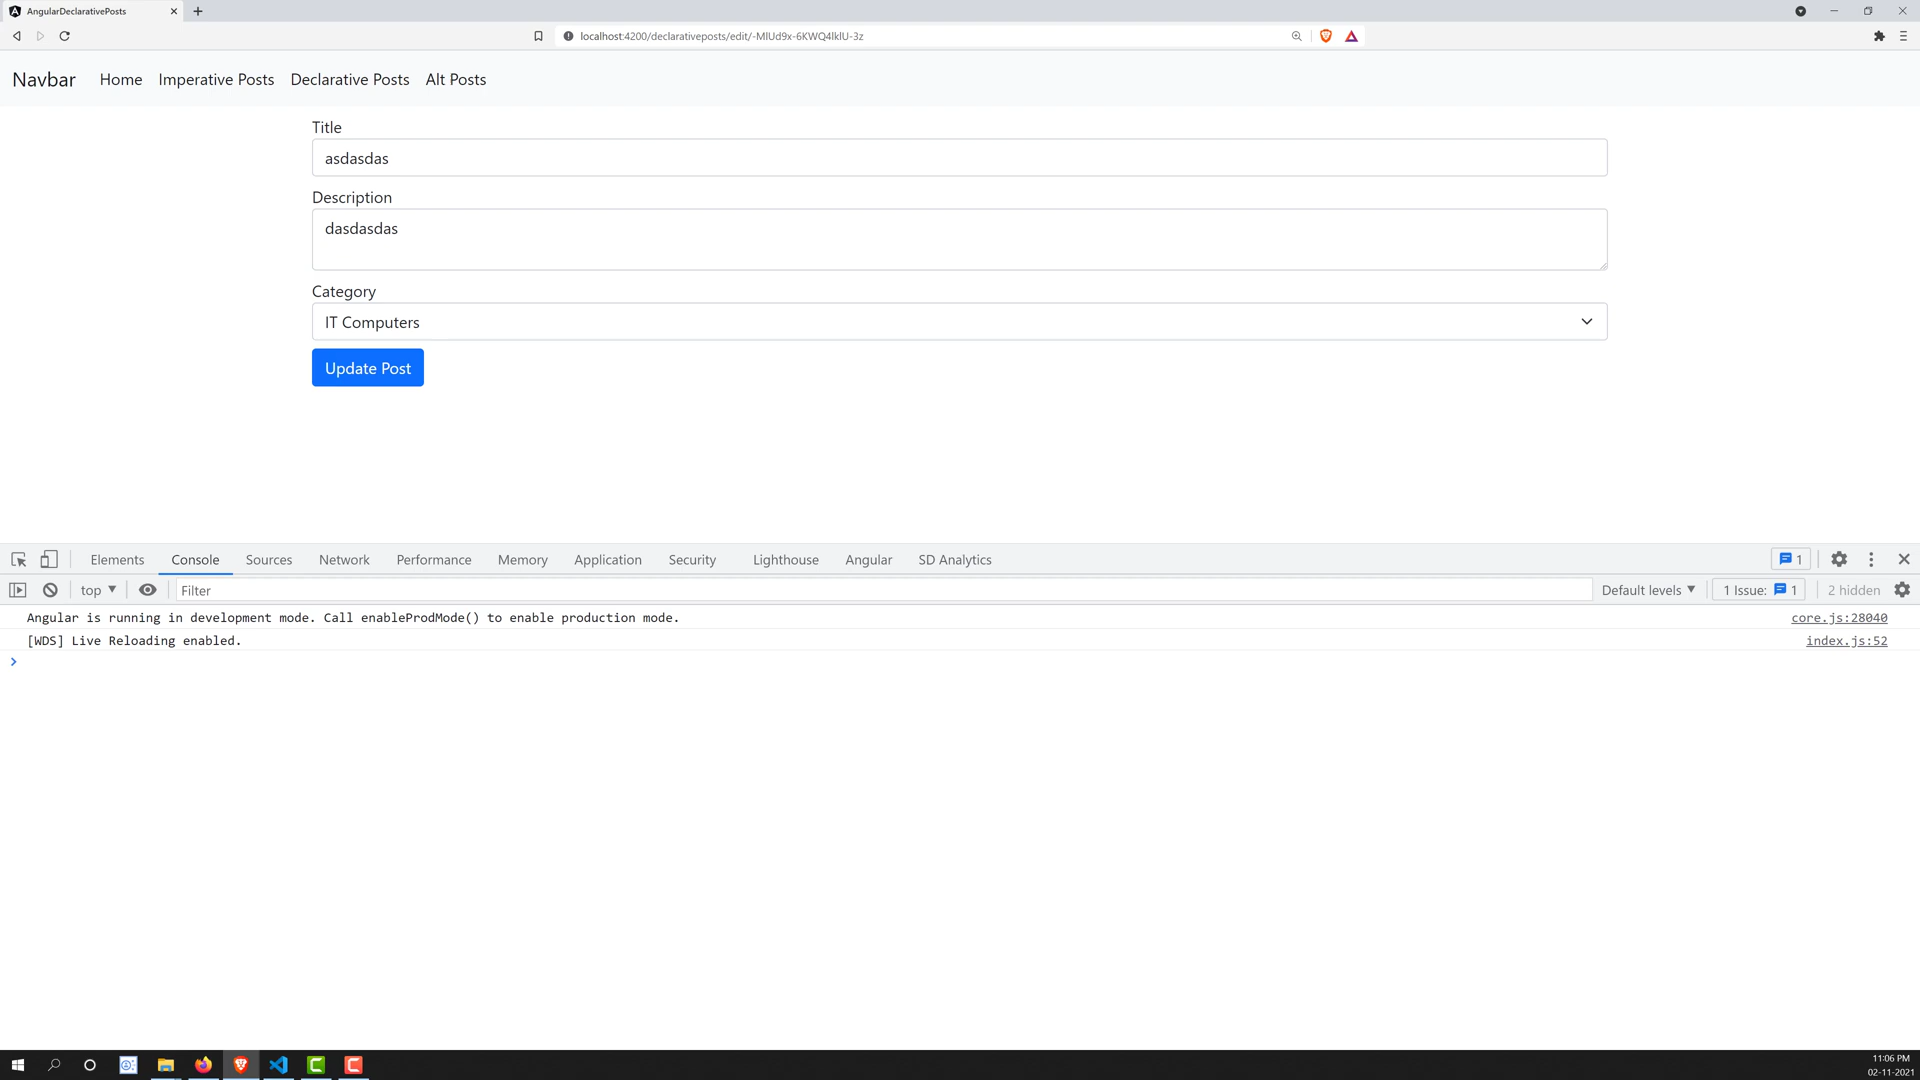 AngularDeclarativePosts
localhost:4200/declarativeposts/edit/-MlUd9x-6KWQ4lklU-3z
Navbar Home Imperative Posts Declarative Posts Alt Posts
Title
asdasdas
Description
dasdasdas
Category
IT Computers
Update Post
Elements Console Sources Network Performance Memory Application Security Lighthouse Angular SD Analytics 1
top Filter Default levels 1 Issue: 1 2 hidden
Angular is running in development mode. Call enableProdMode() to enable production mode. core.js:28040
[WDS] Live Reloading enabled. index.js:52
11:06 PM
02-11-2021